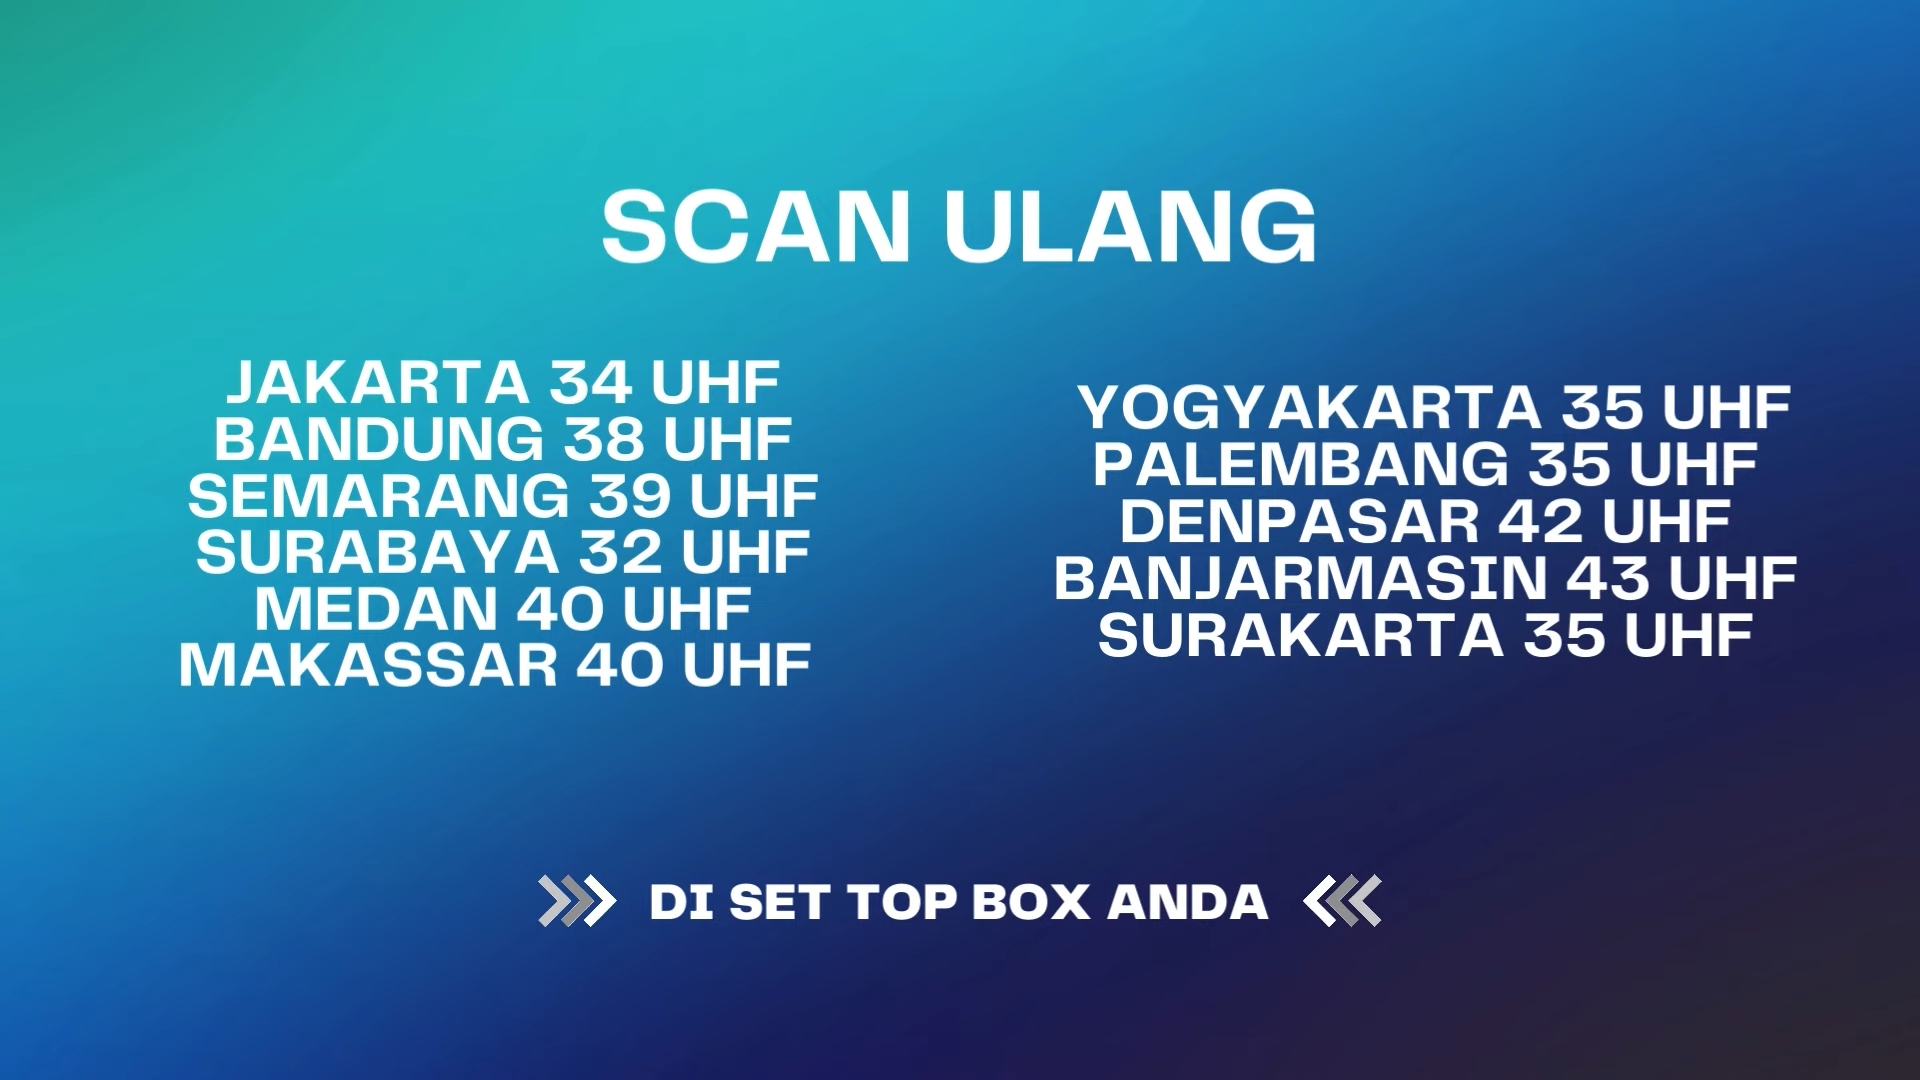 SCAN ULANG
JAKARTA 34 UHF
BANDUNG 38 UHF
SEMARANG 39 UHF
SURABAYA 32 UHF
MEDAN 40 UHF
MAKASSAR 40 UHF
YOGYAKARTA 35 UHF
PALEMBANG 35 UHF
DENPASAR 42 UHF
BANJARMASIN 43 UHF
SURAKARTA 35 UHF
DI SET TOP BOX ANDA